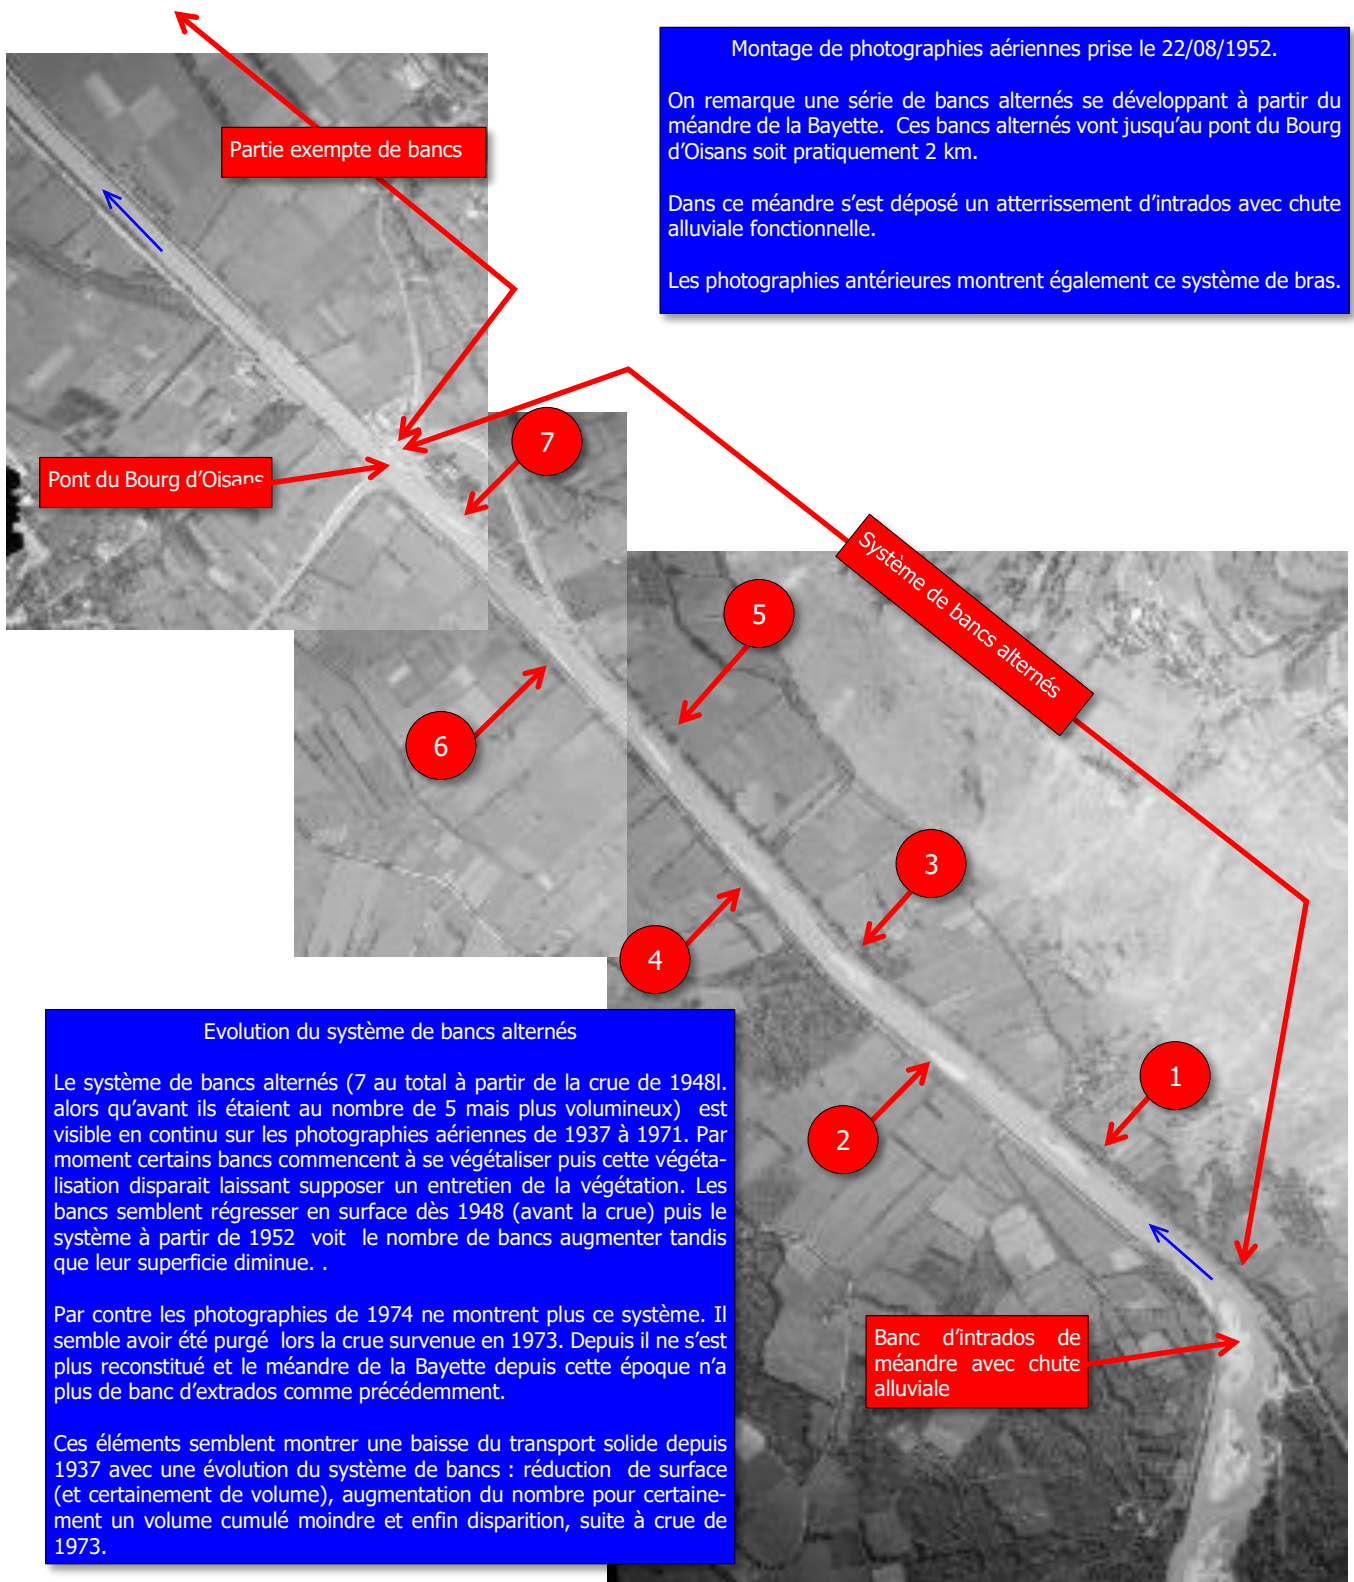 Montage de photographies aériennes prise le 22/08/1952.
On remarque une série de bancs alternés se développant à partir du
méandre de la Bayette. Ces bancs alternés vont jusqu'au pont du Bourg
d'Oisans soit pratiquement 2 km.
Dans ce méandre s'est déposé un atterrissement d'intrados avec chute
alluviale fonctionnelle.
Les photographies antérieures montrent également ce système de bras.
Partie exempte de bancs
7
Pont du Bourg d'Oisans
Système de bancs alternés
5
6
3
4
1
2
Banc d'intrados de
méandre avec chute
alluviale
Evolution du système de bancs alternés
Le système de bancs alternés (7 au total à partir de la crue de 1948l.
alors qu'avant ils étaient au nombre de 5 mais plus volumineux) est
visible en continu sur les photographies aériennes de 1937 à 1971. Par
moment certains bancs commencent à se végétaliser puis cette végéta-
lisation disparait laissant supposer un entretien de la végétation. Les
bancs semblent régresser en surface dès 1948 (avant la crue) puis le
système à partir de 1952 voit le nombre de bancs augmenter tandis
que leur superficie diminue. .
Par contre les photographies de 1974 ne montrent plus ce système. Il
semble avoir été purgé lors la crue survenue en 1973. Depuis il ne s'est
plus reconstitué et le méandre de la Bayette depuis cette époque n'a
plus de banc d'extrados comme précédemment.
Ces éléments semblent montrer une baisse du transport solide depuis
1937 avec une évolution du système de bancs : réduction de surface
(et certainement de volume), augmentation du nombre pour certaine-
ment un volume cumulé moindre et enfin disparition, suite à crue de
1973.